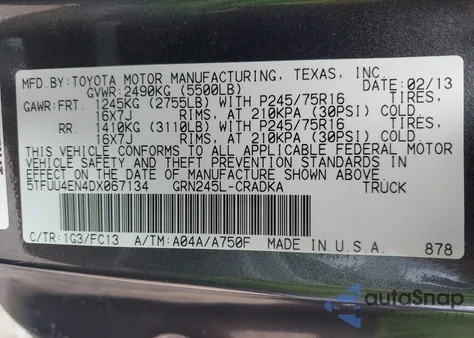 MFD.BY:TOYOTA MOTOR MANUFACTURING, TEXAS, INC
GVWR: 2490KG (5500LB) 02/13
GAWR:FRT. 1245KG (2755LB) WITH P245/75R16 TIRES,
16X7J RIMS, AT 210KPA (30PSI) COLD
RR. 1410KG (3110LB) WITH P245/75R16 TIRES,
16X7J RIMS, AT 210KPA (30PSI) COLD.
THIS VEHICLE CONFORMS TO ALL APPLICABLE FEDERAL MOTOR
VEHICLE SAFETY AND THEFT PREVENTION STANDARDS IN
EFFECT ON THE DATE OF MANUFACTURE SHOWN ABOVE.
5TFUU4EN4DX067134 GRN245L-CRADKA TRUCK
C/TR:1G3/FC13 A/TM:A04A/A750F MADE IN U.S.A. 878
autoSnap